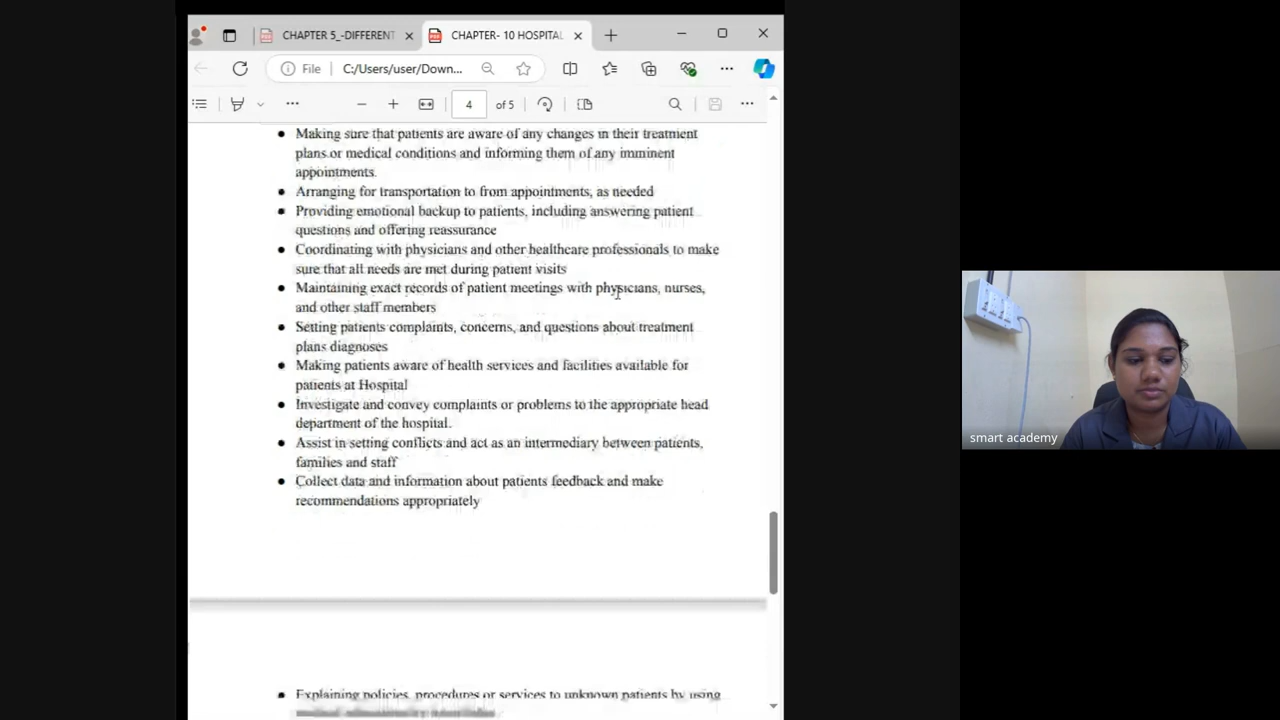 CHAPTER 5_-DIFFERENT
CHAPTER- 10 HOSPITAL
File
C:/Users/user/Down...
4 of 5
Making sure that patients are aware of any changes in their treatment
plans or medical conditions and informing them of any imminent
appointments.
Arranging for transportation to from appointments, as needed
Providing emotional backup to patients, including answering patient
questions and offering reassurance
Coordinating with physicians and other healthcare professionals to make
sure that all needs are met during patient visits
Maintaining exact records of patient meetings with physicians, nurses,
and other staff members
Setting patients complaints, concerns, and questions about treatment
plans diagnoses
Making patients aware of health services and facilities available for
patients at Hospital
Investigate and convey complaints or problems to the appropriate head
department of the hospital.
Assist in setting conflicts and act as an intermediary between patients,
families and staff
Collect data and information about patients feedback and make
recommendations appropriately
Explaining policies, procedures or services to unknown patients by using
smart academy